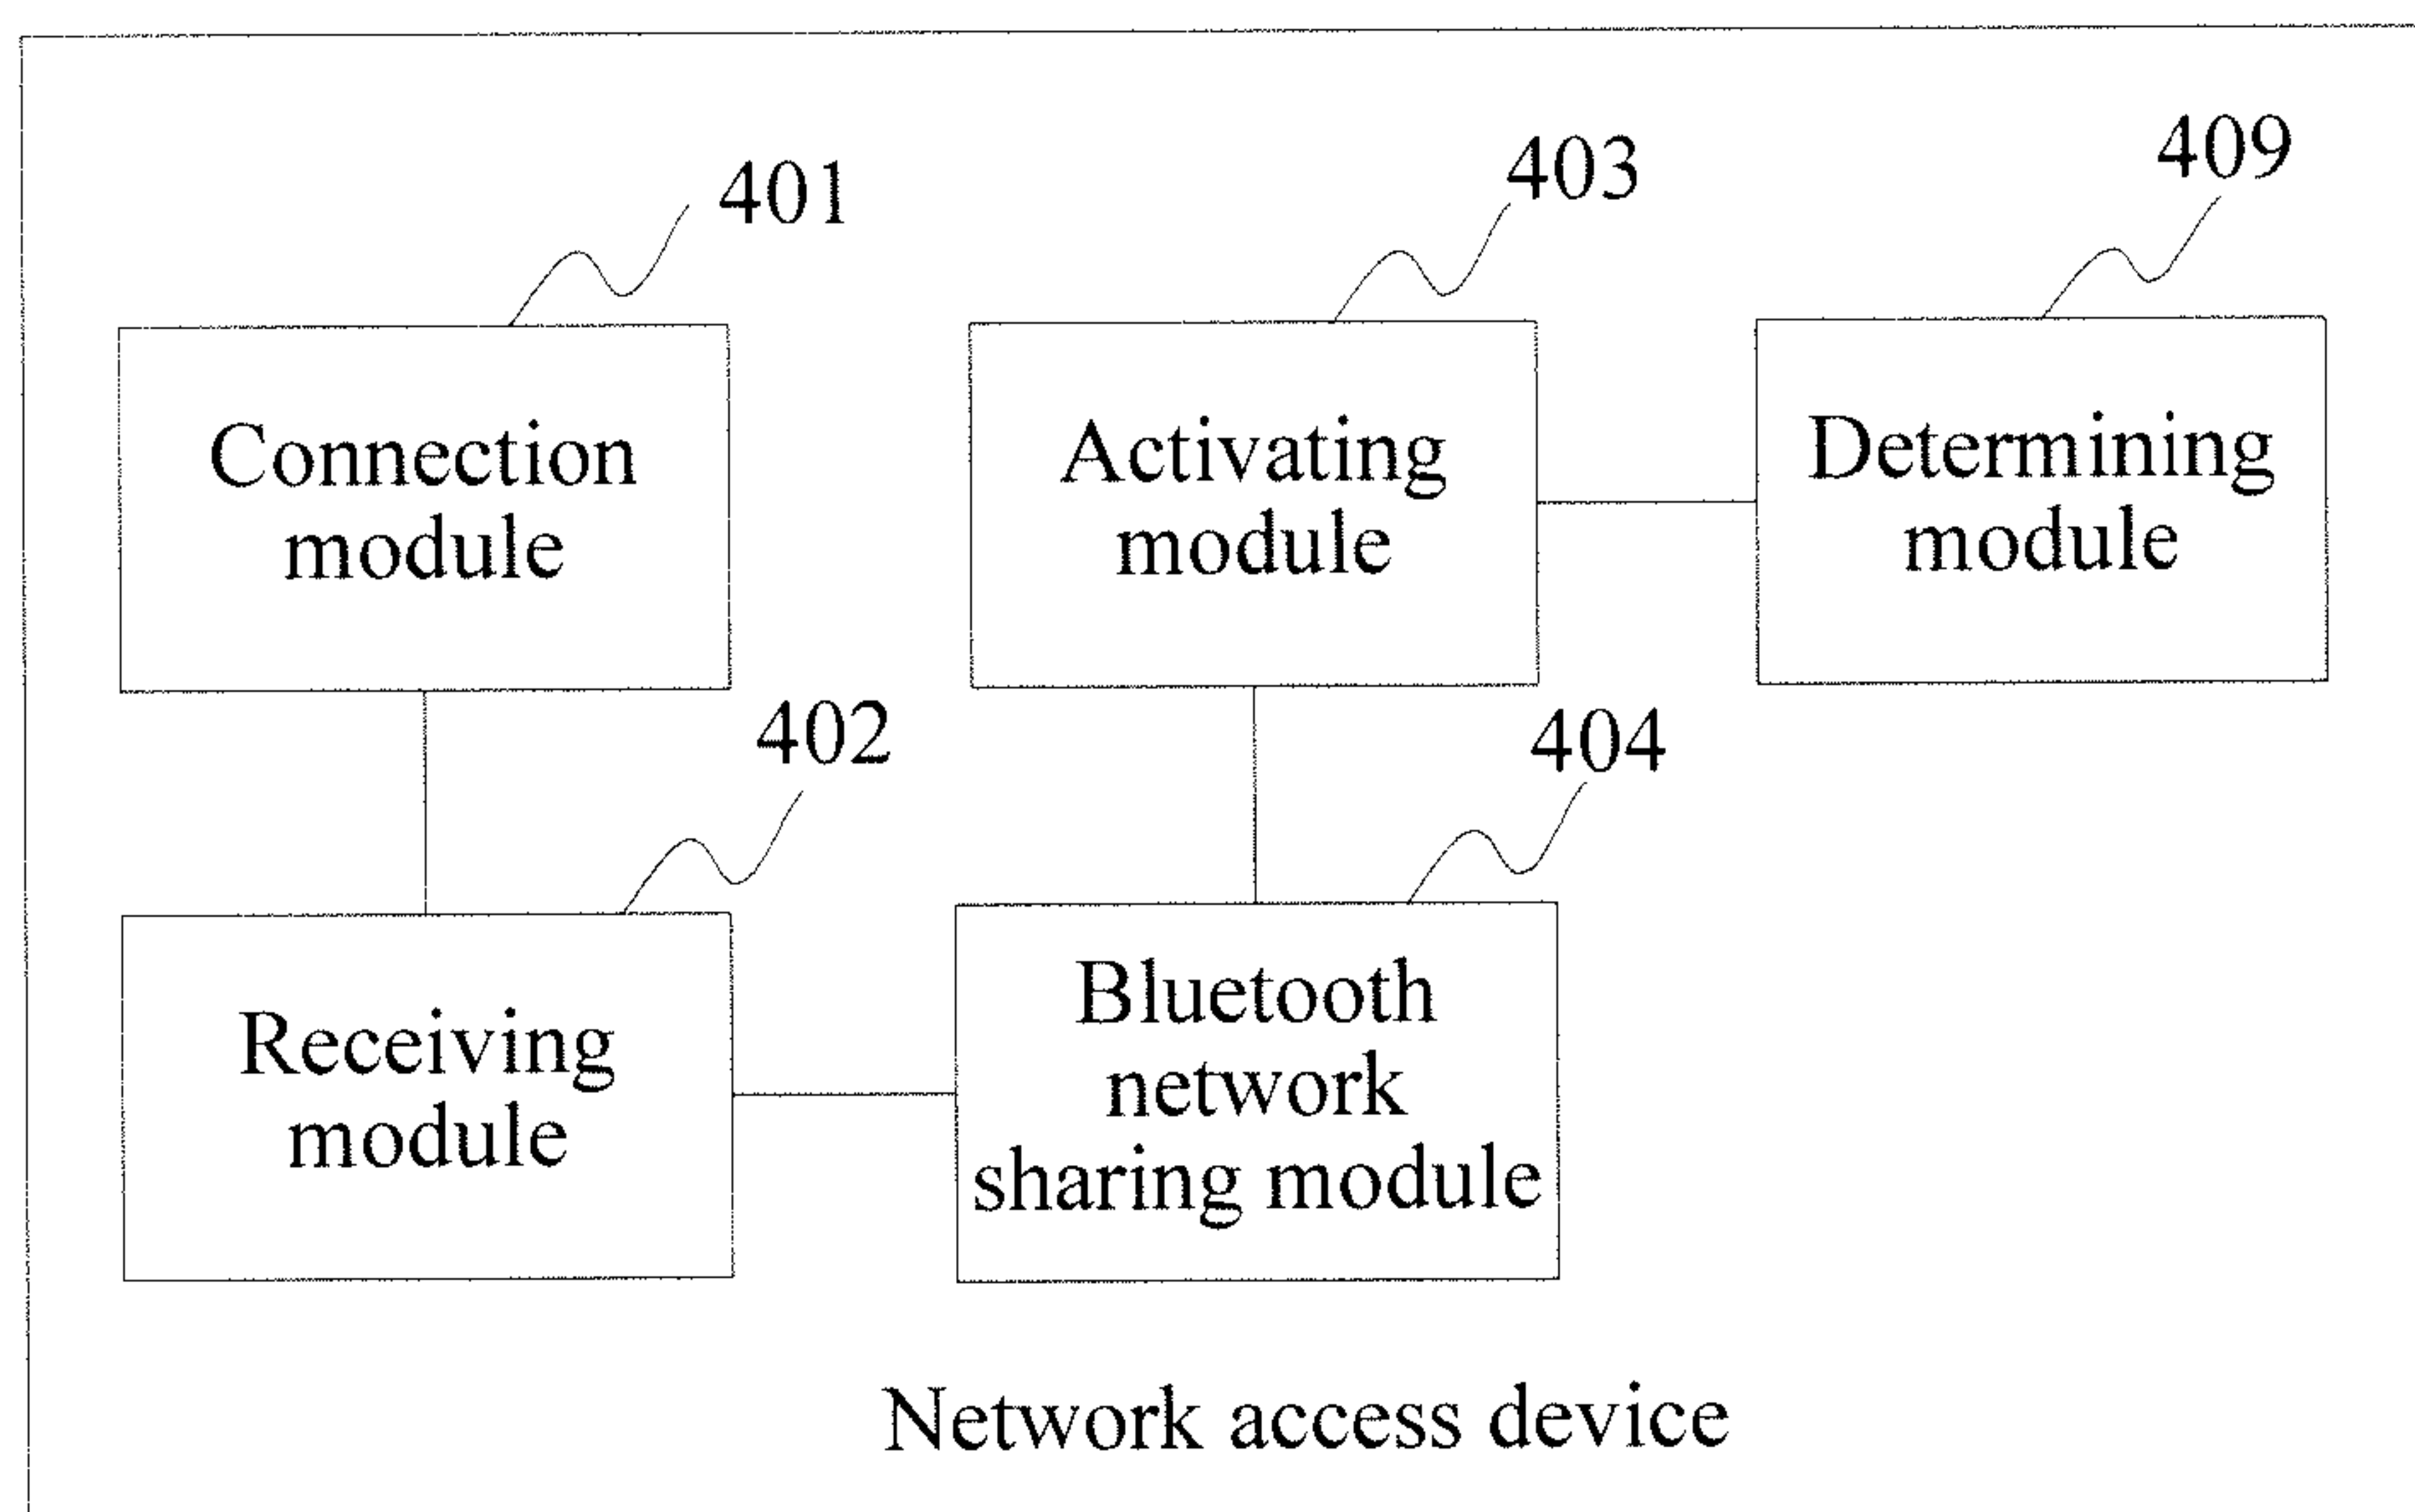 401
403
409
Connection
module
Activating
module
Determining
module
402
404
Receiving
module
Bluetooth
network
sharing module
Network access device